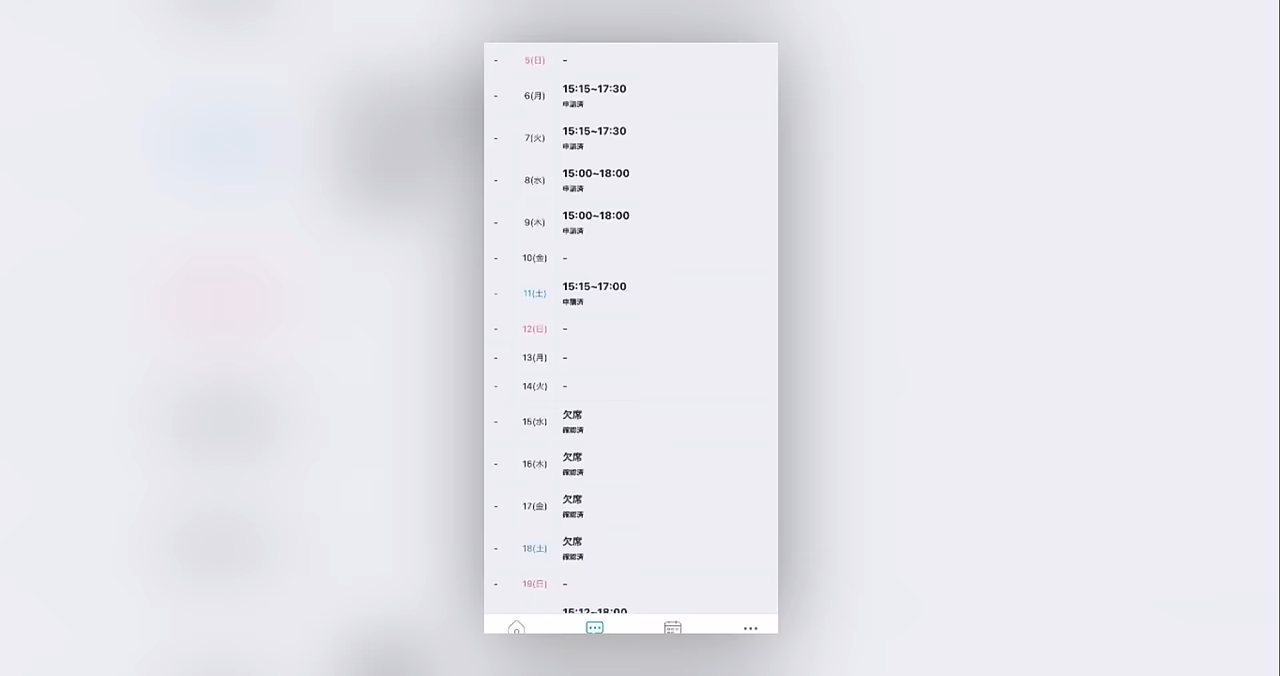 - 5(日) -
- 6(月) 15:15~17:30
申請済
- 7(火) 15:15~17:30
申請済
- 8(水) 15:00~18:00
申請済
- 9(木) 15:00~18:00
申請済
- 10(金) -
- 11(土) 15:15~17:00
申請済
- 12(日) -
- 13(月) -
- 14(火) -
- 15(水) 欠席
確認済
- 16(木) 欠席
確認済
- 17(金) 欠席
確認済
- 18(土) 欠席
確認済
- 19(日) -
15:12~18:00